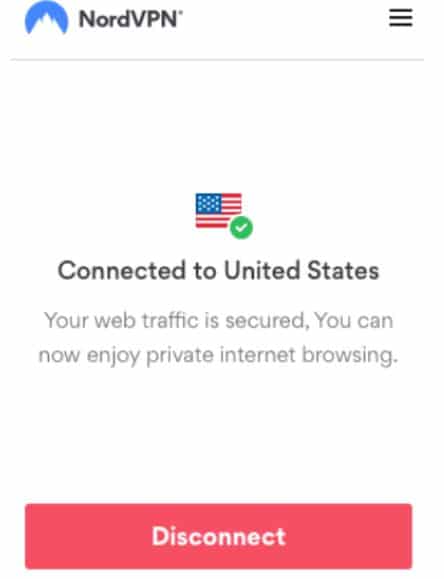 NordVPN®
Connected to United States
Your web traffic is secured, You can
now enjoy private internet browsing.
Disconnect